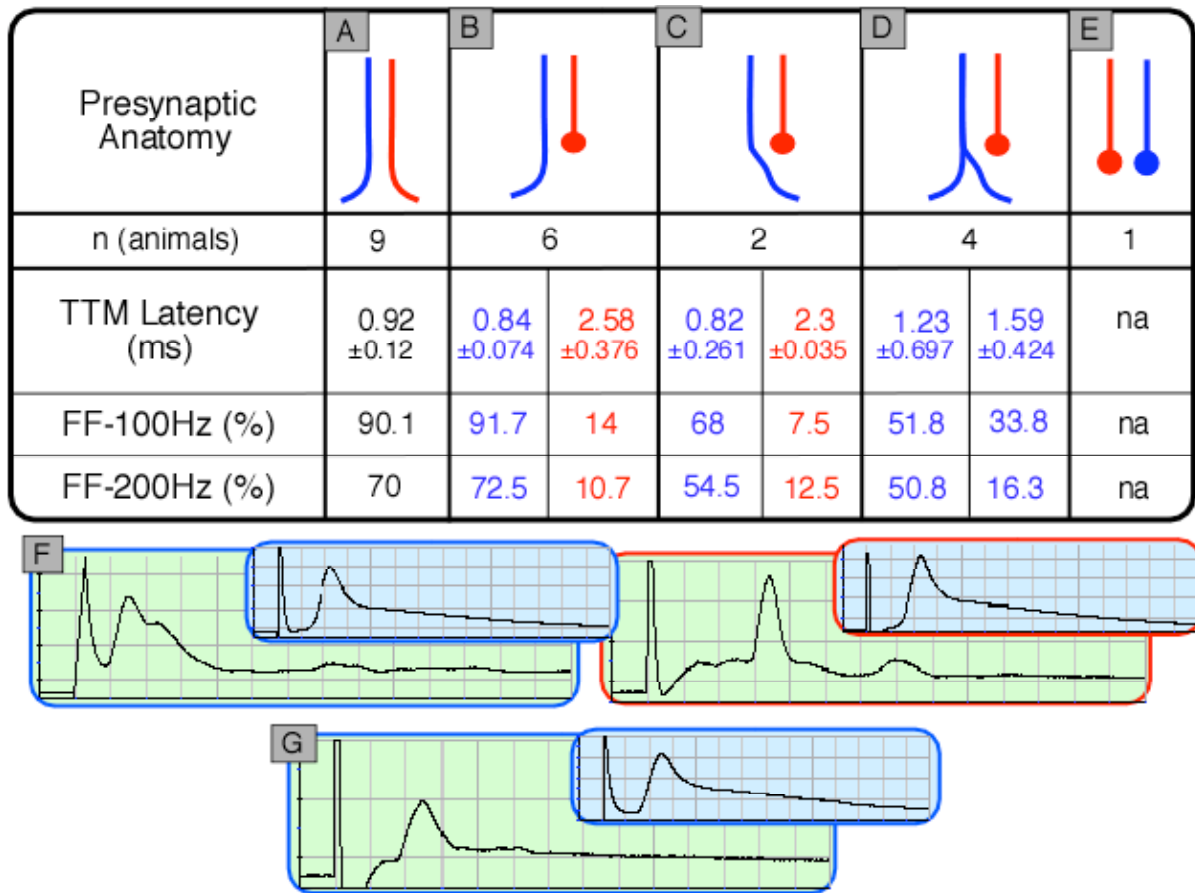 A B C D E
Presynaptic
Anatomy
n (animals) 9 6 2 4 1
TTM Latency
(ms)
0.92 0.84 2.58 0.82 2.3 1.23 1.59 na
±0.12 ±0.074 ±0.376 ±0.261 ±0.035 ±0.697 ±0.424
FF-100Hz (%) 90.1 91.7 14 68 7.5 51.8 33.8 na
FF-200Hz (%) 70 72.5 10.7 54.5 12.5 50.8 16.3 na
F
G